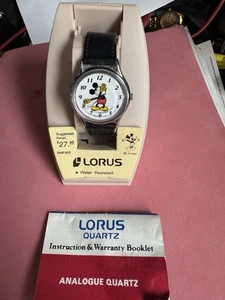 Suggested
Retail
$27.95
LORUS
• Water Resistant
LORUS
QUARTZ
Instruction & Warranty Booklet
ANALOGUE QUARTZ